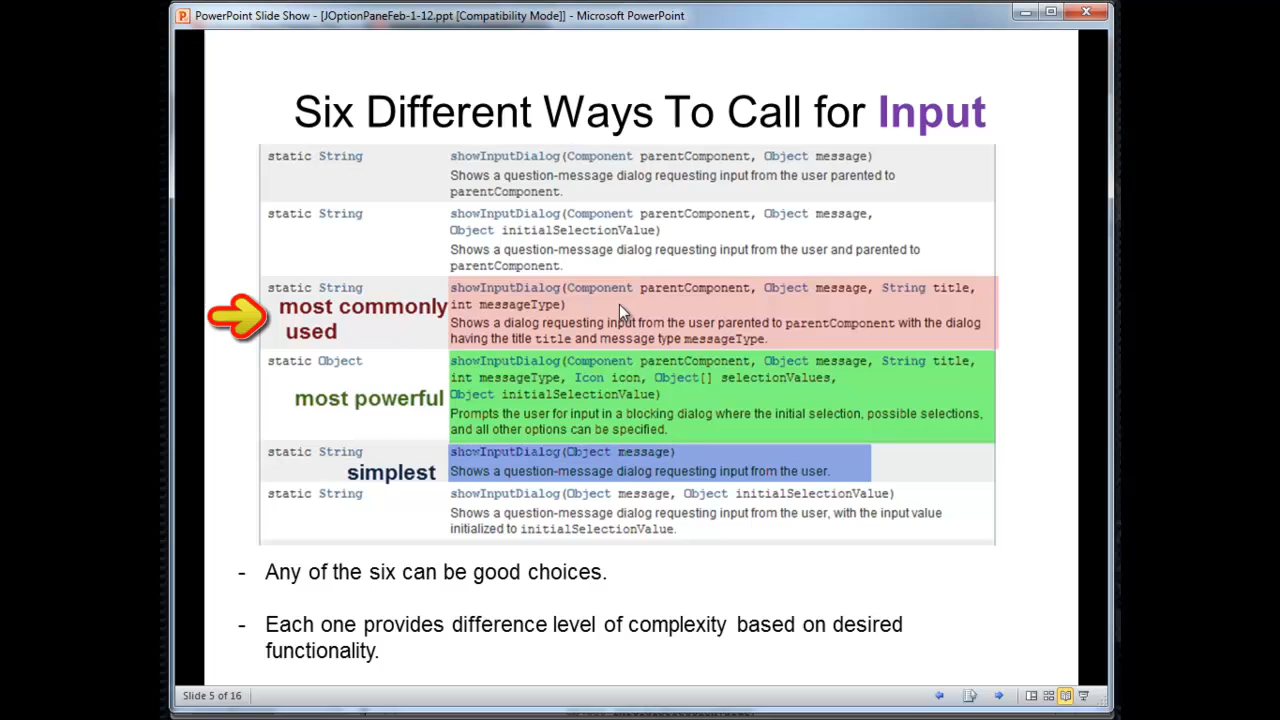 PowerPoint Slide Show - [JOptionPaneFeb-1-12.ppt [Compatibility Mode]] - Microsoft PowerPoint
Six Different Ways To Call for Input
static String showInputDialog(Component parentComponent, Object message)
Shows a question-message dialog requesting input from the user parented to
parentComponent.
static String showInputDialog(Component parentComponent, Object message,
Object initialSelectionValue)
Shows a question-message dialog requesting input from the user and parented to
parentComponent.
static String showInputDialog(Component parentComponent, Object message, String title,
most commonly int messageType)
used Shows a dialog requesting input from the user parented to parentComponent with the dialog
having the title title and message type messageType.
static Object showInputDialog(Component parentComponent, Object message, String title,
int messageType, Icon icon, Object[] selectionValues,
most powerful Object initialSelectionValue)
Prompts the user for input in a blocking dialog where the initial selection, possible selections,
and all other options can be specified.
static String showInputDialog(Object message)
simplest Shows a question-message dialog requesting input from the user.
static String showInputDialog(Object message, Object initialSelectionValue)
Shows a question-message dialog requesting input from the user, with the input value
initialized to initialSelectionValue.
- Any of the six can be good choices.
- Each one provides difference level of complexity based on desired
functionality.
Slide 5 of 16